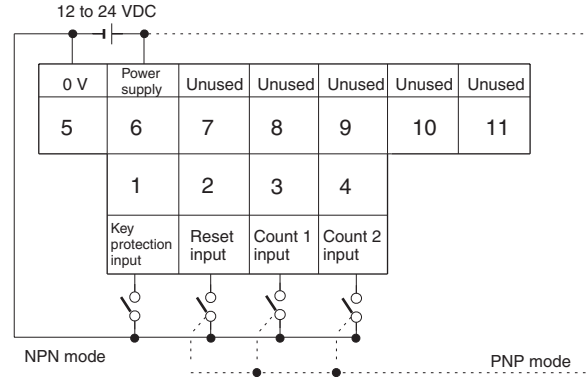 12 to 24 VDC
0 V
Power
supply
Unused
Unused
Unused
Unused
Unused
5
6
7
8
9
10
11
1
2
3
4
Key
protection
input
Reset
input
Count 1
input
Count 2
input
NPN mode
PNP mode